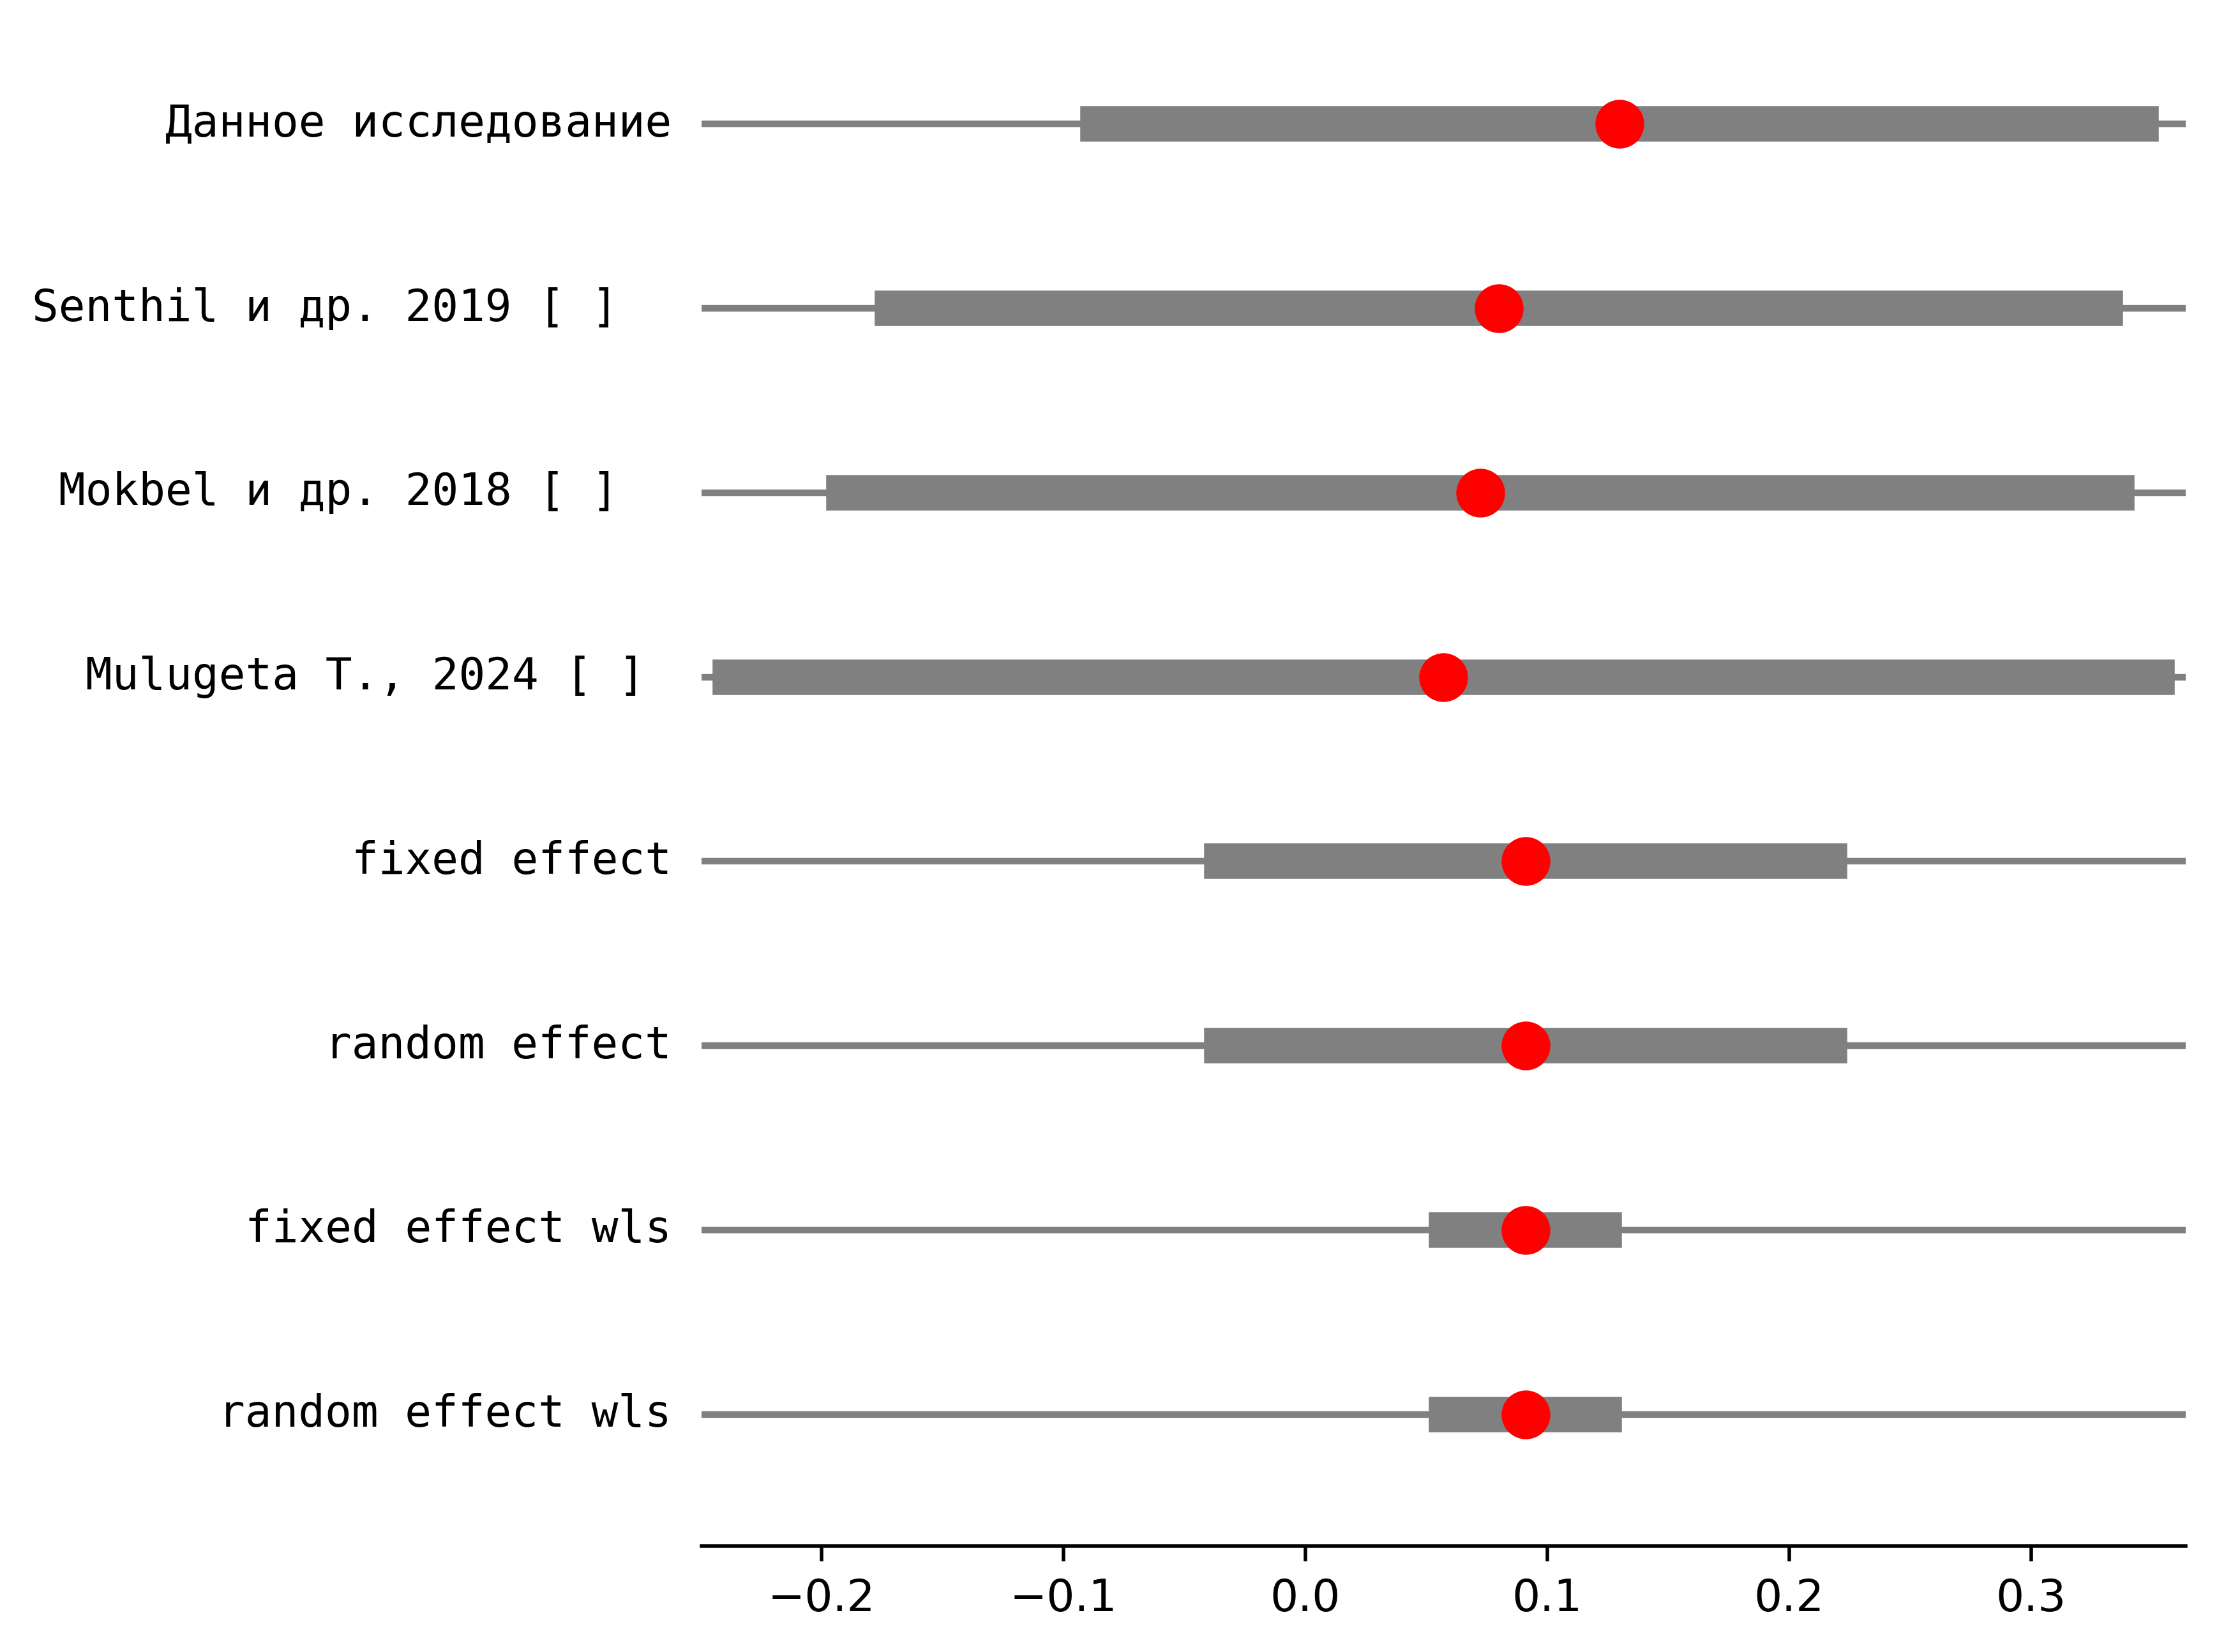 Данное исследование
Senthil и др. 2019 [ ]
Mokbel и др. 2018 [ ]
Mulugeta T., 2024 [ ]
fixed effect
random effect
fixed effect wls
random effect wls
−0.2 −0.1 0.0 0.1 0.2 0.3